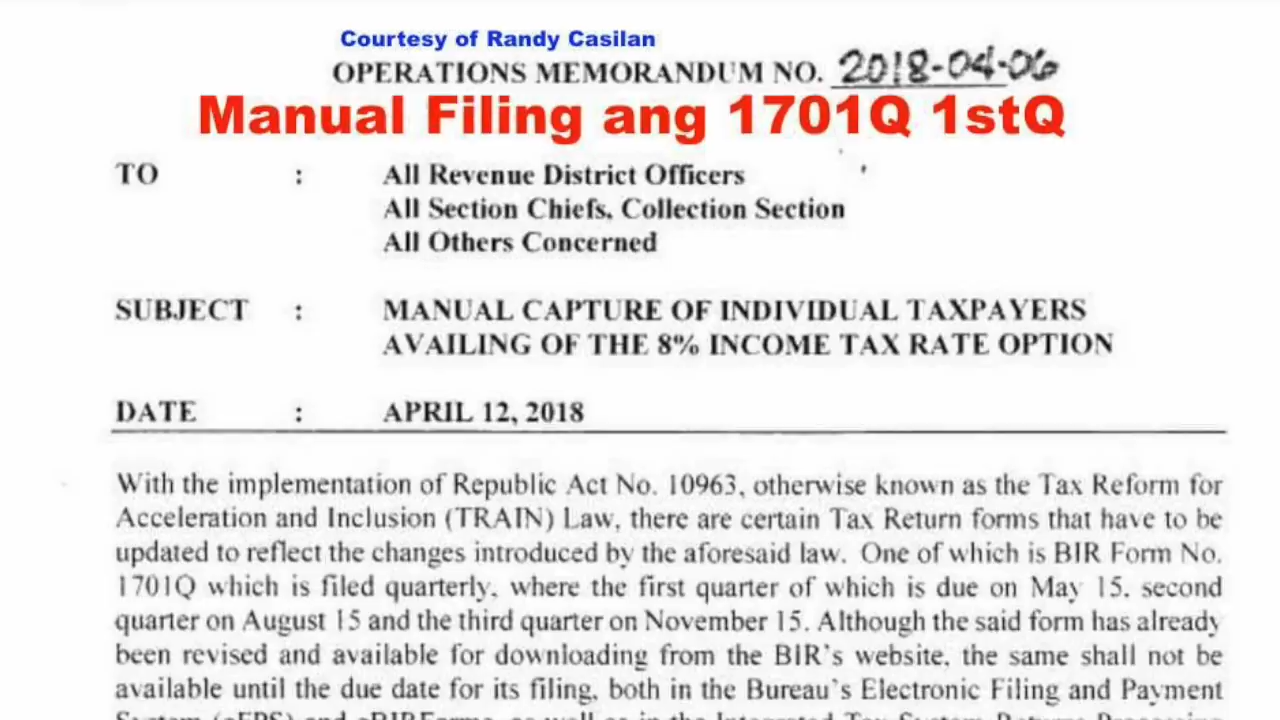 Courtesy of Randy Casilan
OPERATIONS MEMORANDUM NO. 2018-04-06
Manual Filing ang 1701Q 1stQ
TO : All Revenue District Officers
All Section Chiefs, Collection Section
All Others Concerned
SUBJECT : MANUAL CAPTURE OF INDIVIDUAL TAXPAYERS
AVAILING OF THE 8% INCOME TAX RATE OPTION
DATE : APRIL 12, 2018
With the implementation of Republic Act No. 10963, otherwise known as the Tax Reform for
Acceleration and Inclusion (TRAIN) Law, there are certain Tax Return forms that have to be
updated to reflect the changes introduced by the aforesaid law. One of which is BIR Form No.
1701Q which is filed quarterly, where the first quarter of which is due on May 15, second
quarter on August 15 and the third quarter on November 15. Although the said form has already
been revised and available for downloading from the BIR's website, the same shall not be
available until the due date for its filing, both in the Bureau's Electronic Filing and Payment